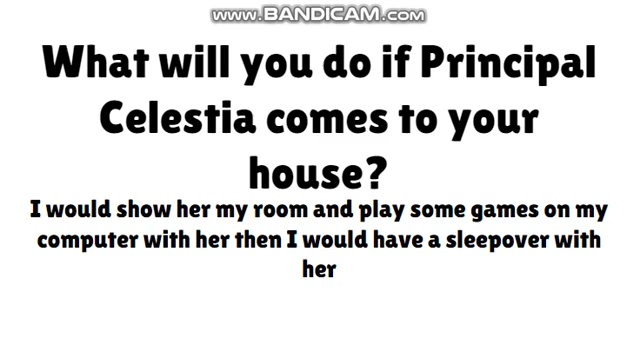 www.BANDICAM.com
What will you do if Principal
Celestia comes to your
house?
I would show her my room and play some games on my
computer with her then I would have a sleepover with
her